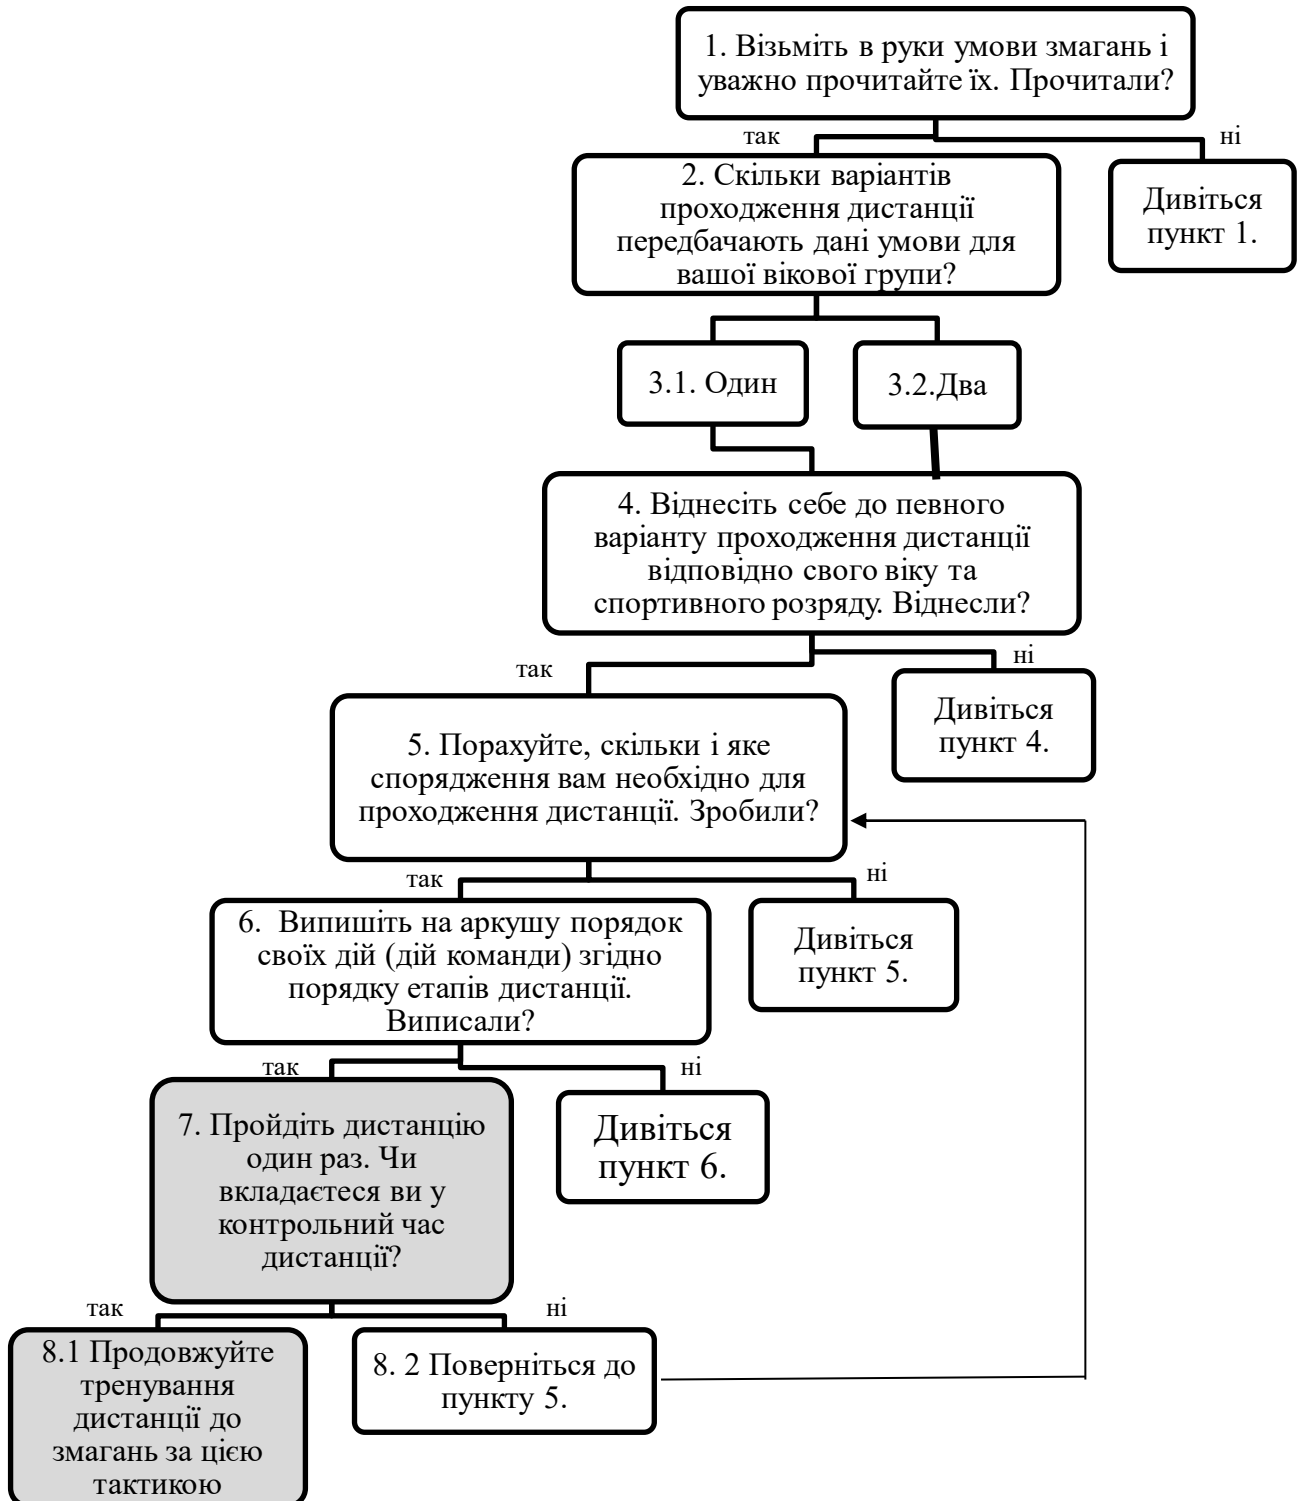 1. Візьміть в руки умови змагань і
уважно прочитайте їх. Прочитали?
так
ні
2. Скільки варіантів
проходження дистанції
передбачають дані умови для
вашої вікової групи?
Дивіться
пункт 1.
3.1. Один
3.2.Два
4. Віднесіть себе до певного
варіанту проходження дистанції
відповідно свого віку та
спортивного розряду. Віднесли?
так
ні
5. Порахуйте, скільки і яке
спорядження вам необхідно для
проходження дистанції. Зробили?
Дивіться
пункт 4.
так
ні
6. Випишіть на аркушу порядок
своїх дій (дій команди) згідно
порядку етапів дистанції.
Виписали?
Дивіться
пункт 5.
так
ні
7. Пройдіть дистанцію
один раз. Чи
вкладаєтеся ви у
контрольний час
дистанції?
Дивіться
пункт 6.
так
ні
8.1 Продовжуйте
тренування
дистанції до
змагань за цією
тактикою
8. 2 Поверніться до
пункту 5.